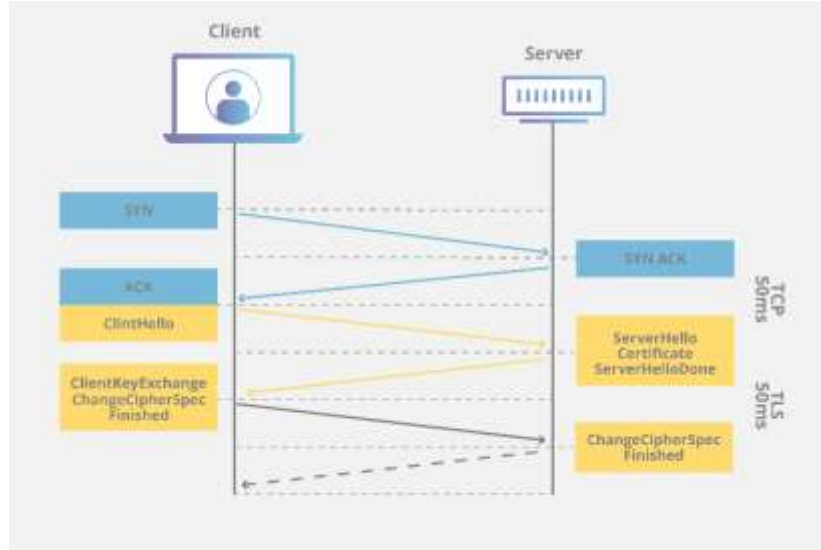 Client
Server
SYN
SYN ACK
ACK
ClintHello
TCP
50ms
ServerHello
Certificate
ServerHelloDone
ClientKeyExchange
ChangeCipherSpec
Finished
TLS
50ms
ChangeCipherSpec
Finished